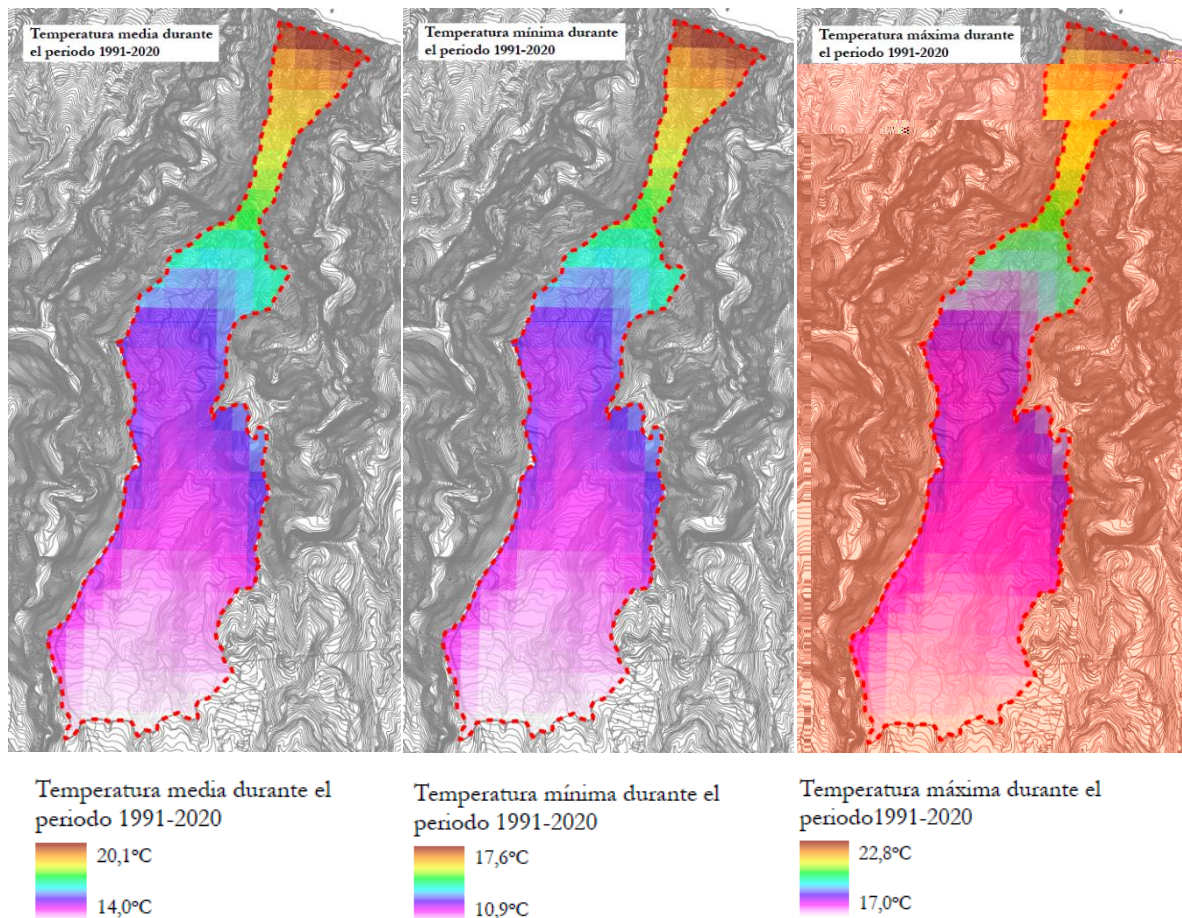 Temperatura media durante
el periodo 1991-2020
Temperatura mínima durante
el periodo 1991-2020
Temperatura máxima durante
el periodo 1991-2020
Temperatura media durante el
periodo 1991-2020
20,1°C
14,0°C
Temperatura mínima durante el
periodo 1991-2020
17,6°C
10,9°C
Temperatura máxima durante el
periodo1991-2020
22,8°C
17,0°C